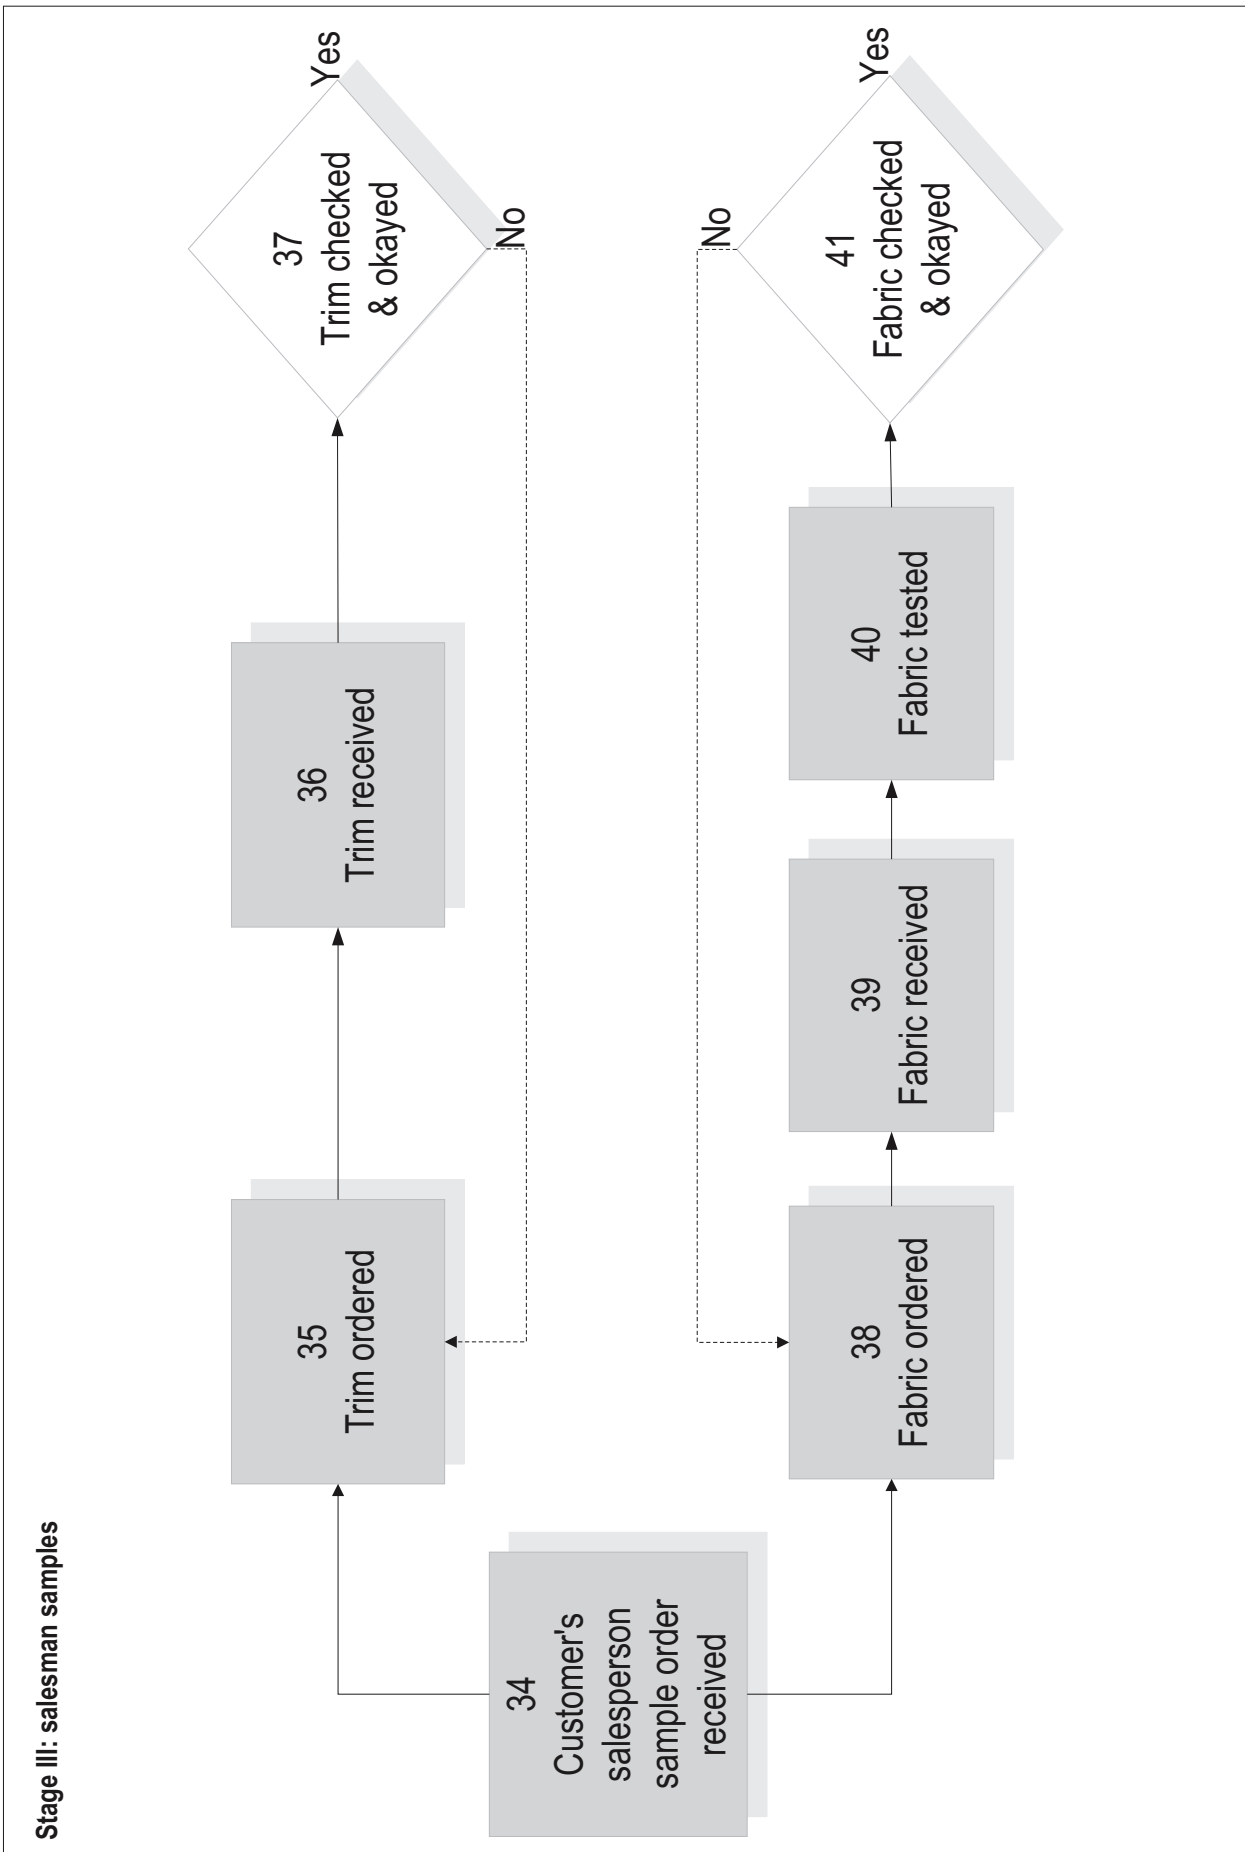 Stage III: salesman samples
34
Customer's
salesperson
sample order
received
35
Trim ordered
36
Trim received
37
Trim checked
& okayed
Yes
No
38
Fabric ordered
39
Fabric received
40
Fabric tested
41
Fabric checked
& okayed
Yes
No